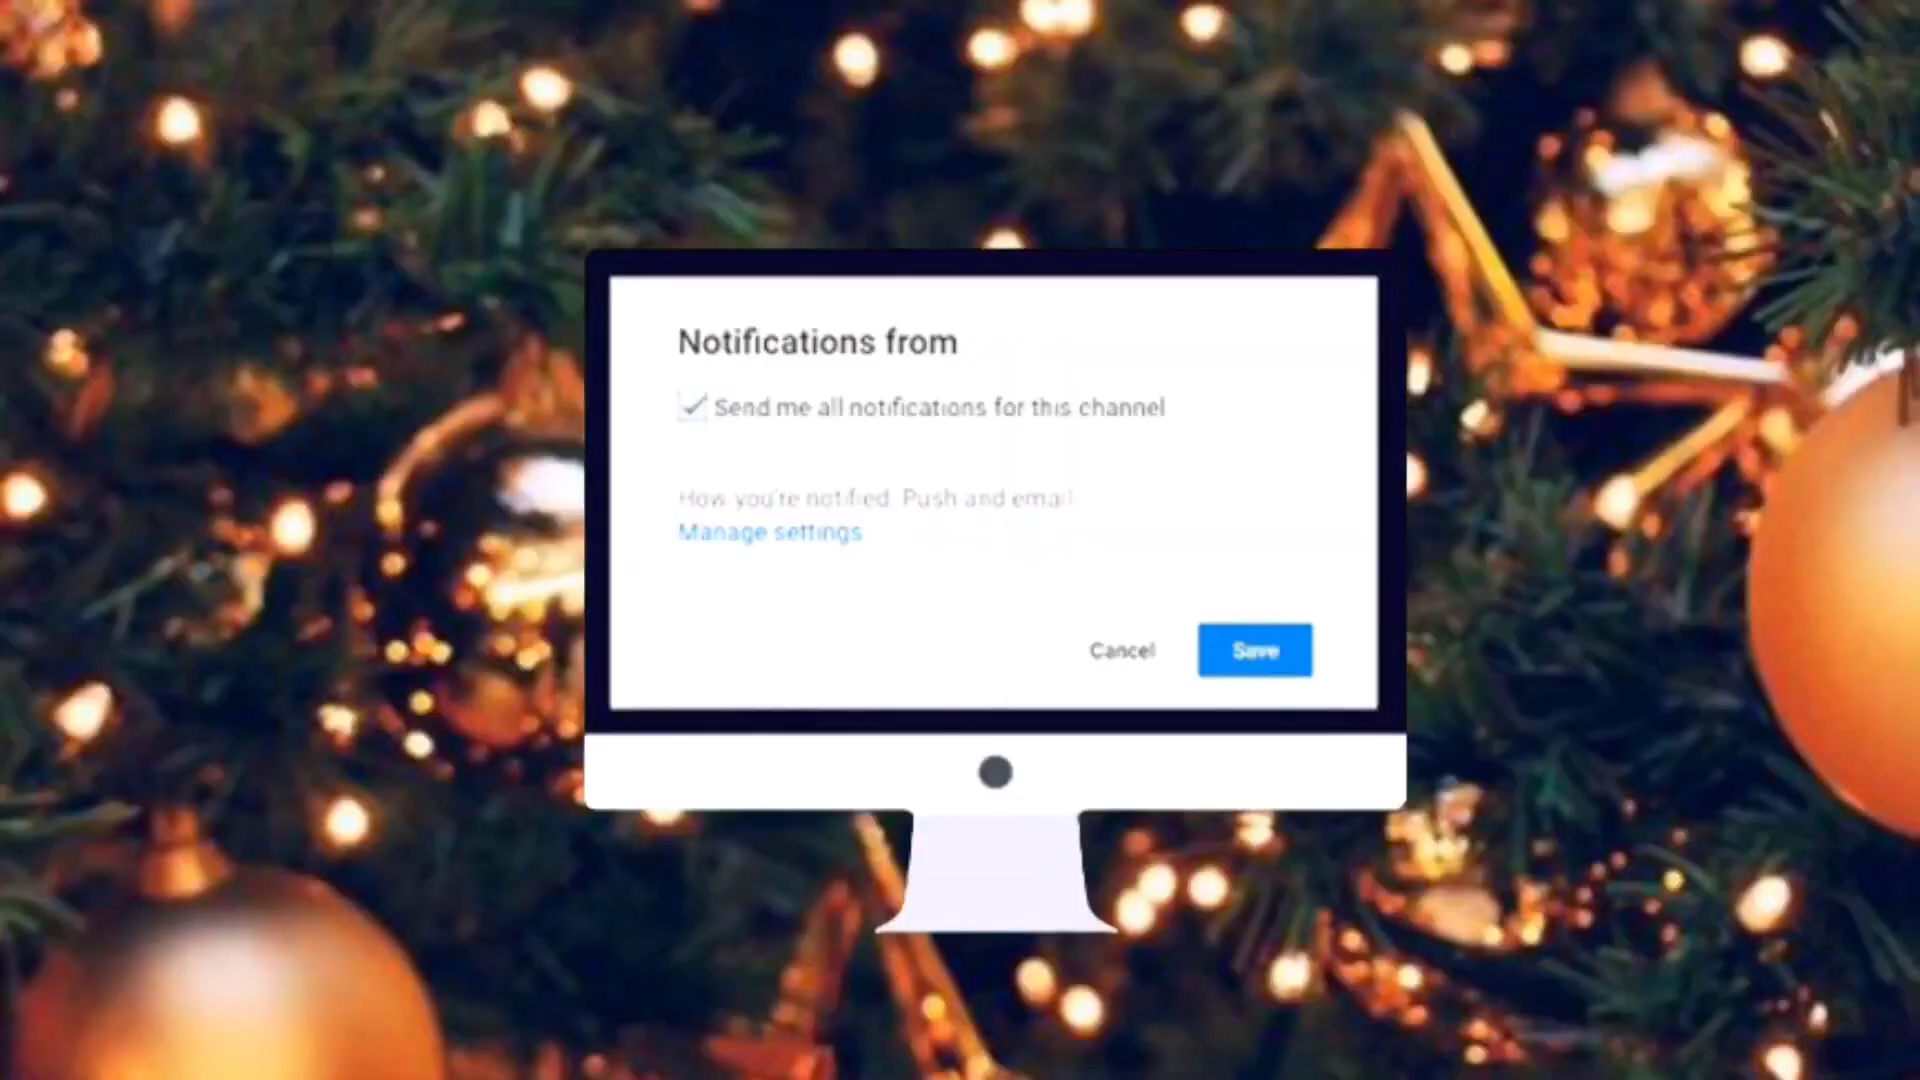 Notifications from
Send me all notifications for this channel
How you're notified: Push and email
Manage settings
Cancel
Save